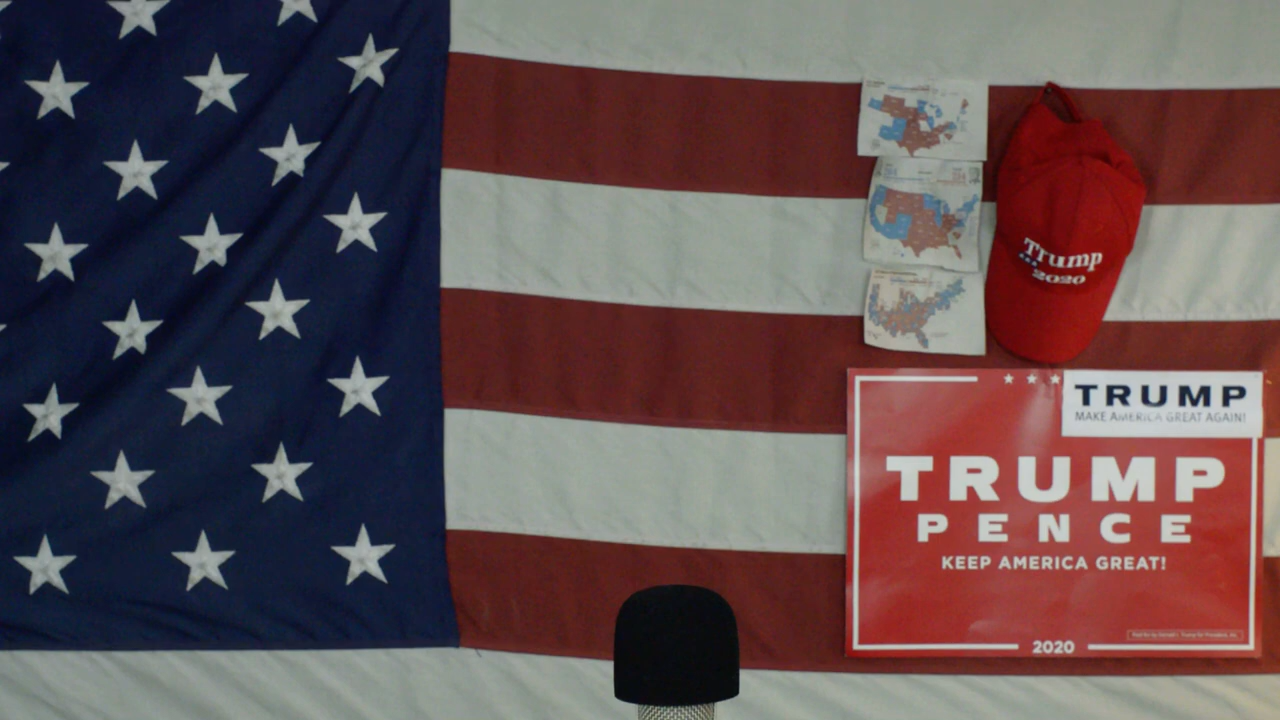 Trump
2020
TRUMP
MAKE AMERICA GREAT AGAIN!
TRUMP
PENCE
KEEP AMERICA GREAT!
2020